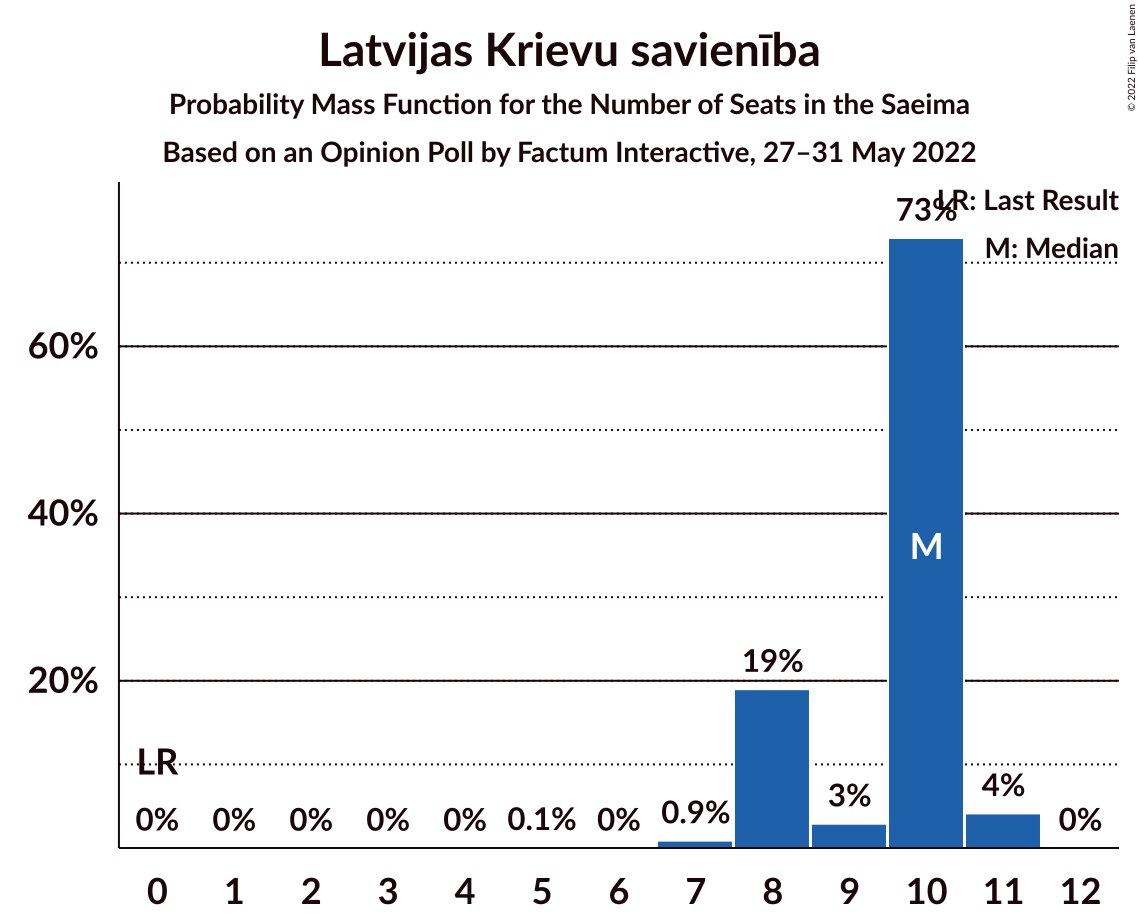 Latvijas Krievu savienība
Probability Mass Function for the Number of Seats in the Saeima
Based on an Opinion Poll by Factum Interactive, 27–31 May 2022
© 2022 Filip van Laenen
LR: Last Result
M: Median
60%
40%
20%
LR
M
0% 0% 0% 0% 0% 0.1% 0% 0.9% 19% 3% 73% 4% 0%
0 1 2 3 4 5 6 7 8 9 10 11 12